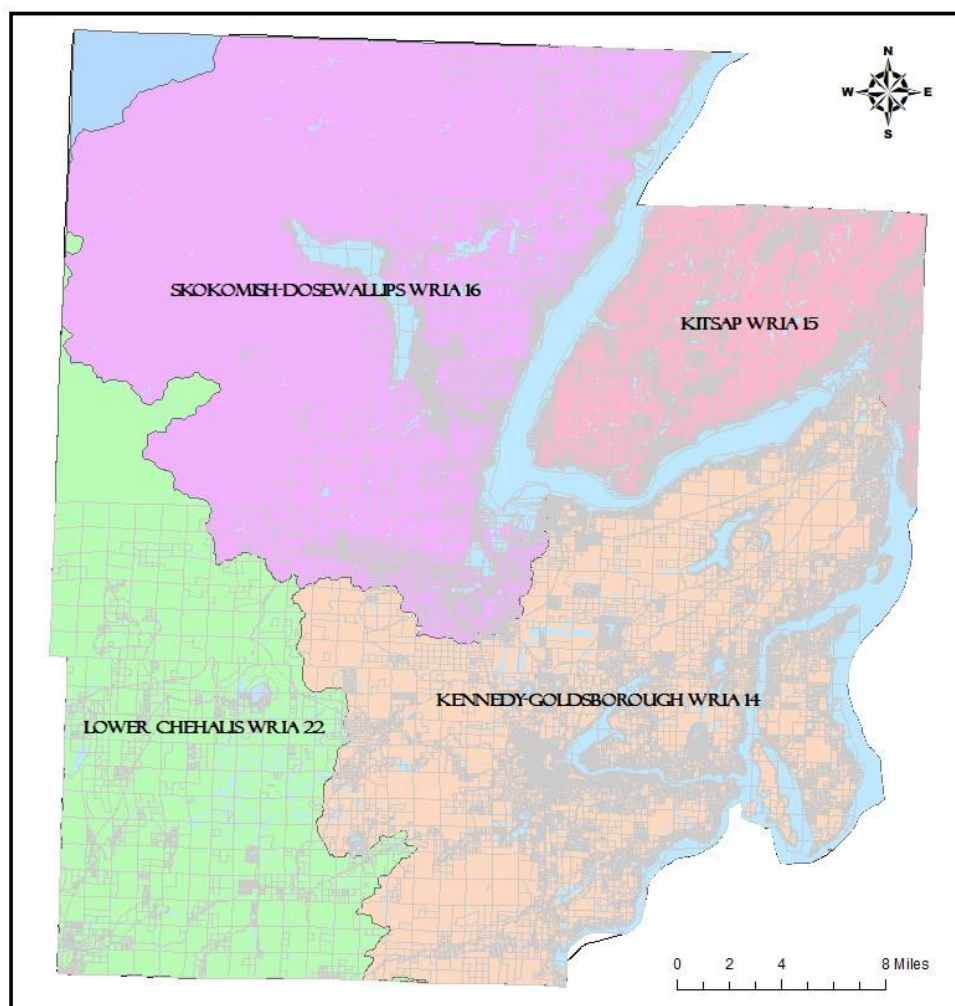 N
W E
S
SKOKOMISH-DOSEWALLIPS WRIA 16
KITSAP WRIA 15
KENNEDY-GOLDSBOROUGH WRIA 14
LOWER CHEHALIS WRIA 22
0 2 4 8 Miles